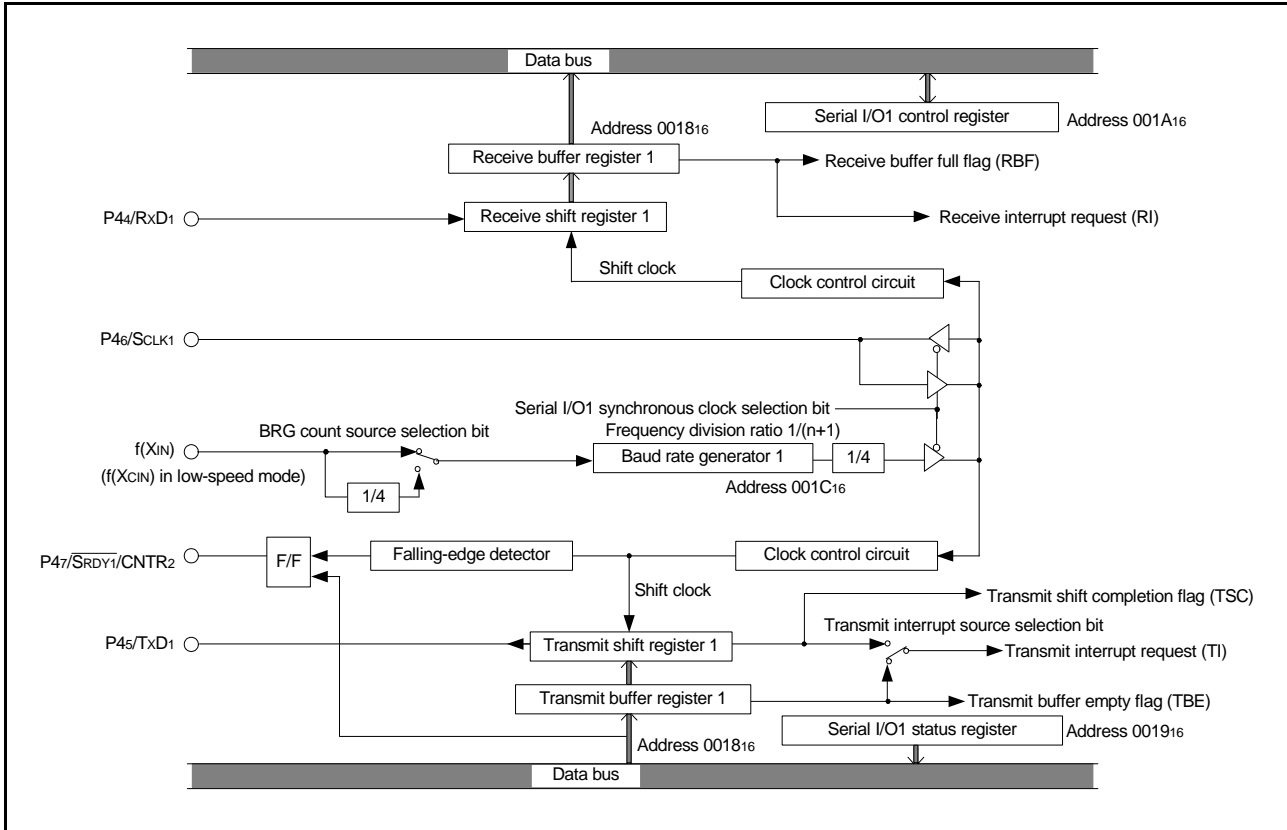 Data bus
Serial I/O1 control register
Address 001A16
Address 001816
Receive buffer register 1
Receive buffer full flag (RBF)
P44/RXD1
Receive shift register 1
Receive interrupt request (RI)
Shift clock
Clock control circuit
P46/SCLK1
Serial I/O1 synchronous clock selection bit
BRG count source selection bit
Frequency division ratio 1/(n+1)
f(XIN)
Baud rate generator 1
1/4
(f(XCIN) in low-speed mode)
Address 001C16
1/4
P47/SRDY1/CNTR2
F/F
Falling-edge detector
Clock control circuit
Shift clock
Transmit shift completion flag (TSC)
P45/TXD1
Transmit shift register 1
Transmit interrupt source selection bit
Transmit interrupt request (TI)
Transmit buffer register 1
Transmit buffer empty flag (TBE)
Address 001816
Serial I/O1 status register
Address 001916
Data bus